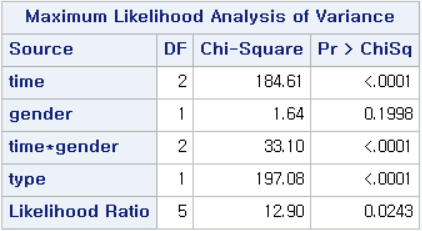 Maximum Likelihood Analysis of Variance
Source DF Chi-Square Pr > ChiSq
time 2 184.61 <.0001
gender 1 1.64 0.1998
time*gender 2 33.10 <.0001
type 1 197.08 <.0001
Likelihood Ratio 5 12.90 0.0243